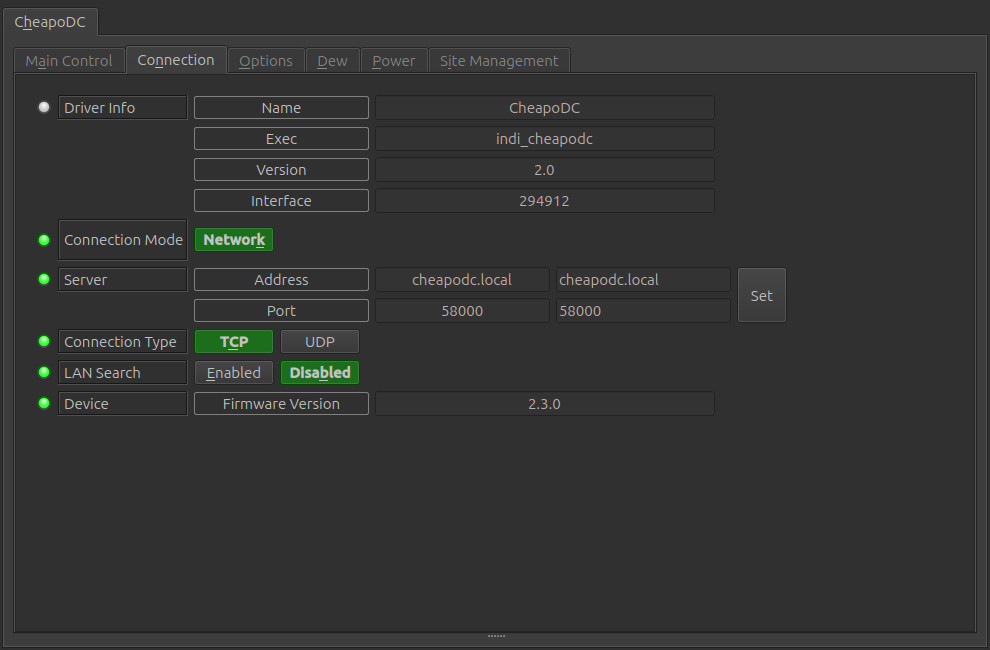 CheapoDC
Main Control Connection Options Dew Power Site Management
Driver Info Name CheapoDC
Exec indi_cheapodc
Version 2.0
Interface 294912
Connection Mode Network
Server Address cheapodc.local cheapodc.local Set
Port 58000 58000
Connection Type TCP UDP
LAN Search Enabled Disabled
Device Firmware Version 2.3.0